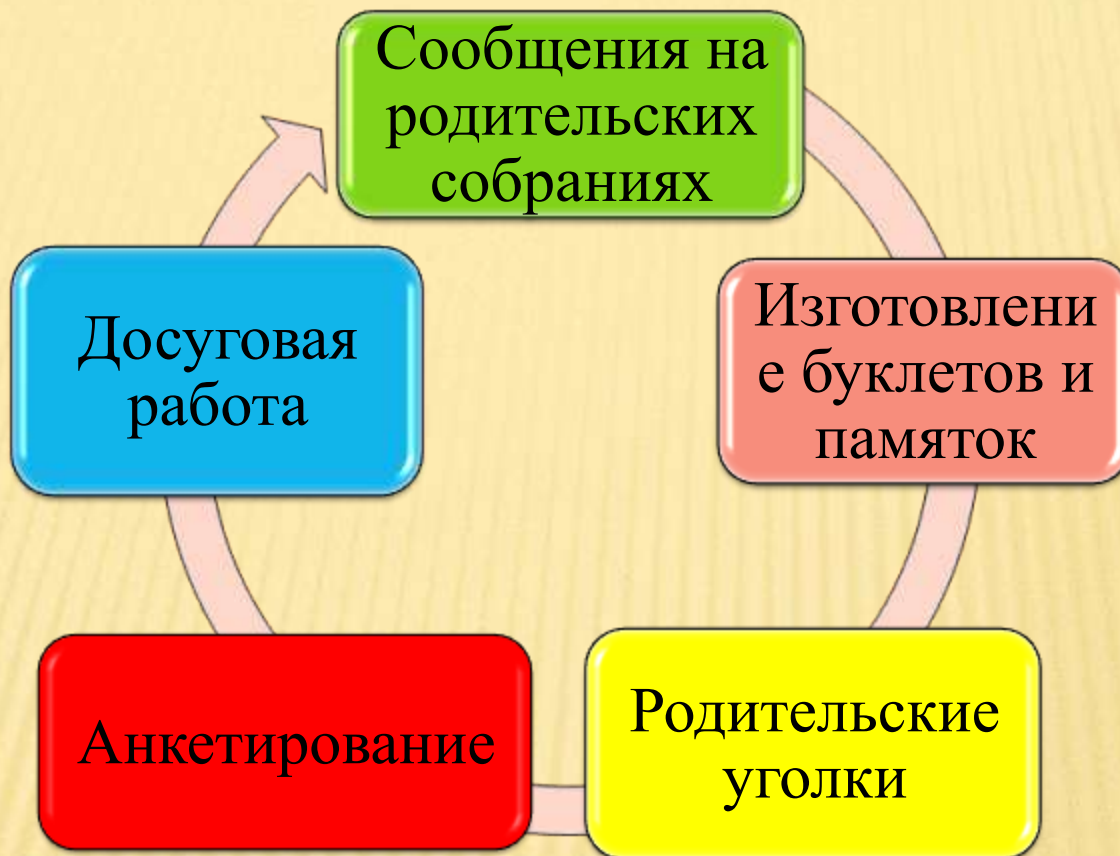 Сообщения на
родительских
собраниях
Изготовлени
е буклетов и
памяток
Родительские
уголки
Анкетирование
Досуговая
работа